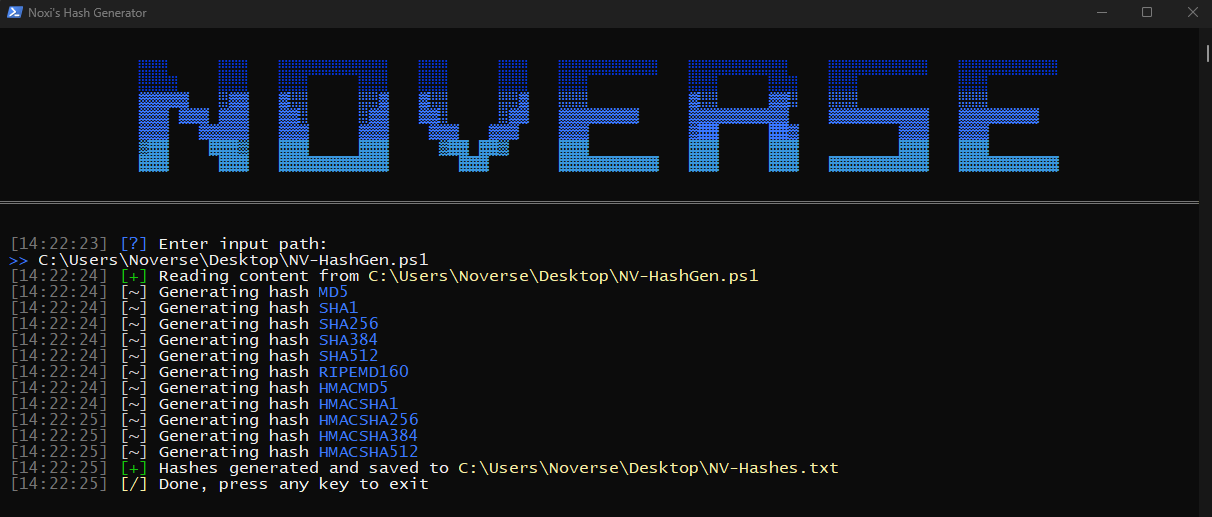 Noxi's Hash Generator
NOVERSE
[14:22:23] [?] Enter input path:
>> C:\Users\Noverse\Desktop\NV-HashGen.ps1
[14:22:24] [+] Reading content from C:\Users\Noverse\Desktop\NV-HashGen.ps1
[14:22:24] [~] Generating hash MD5
[14:22:24] [~] Generating hash SHA1
[14:22:24] [~] Generating hash SHA256
[14:22:24] [~] Generating hash SHA384
[14:22:24] [~] Generating hash SHA512
[14:22:24] [~] Generating hash RIPEMD160
[14:22:24] [~] Generating hash HMACMD5
[14:22:24] [~] Generating hash HMACSHA1
[14:22:25] [~] Generating hash HMACSHA256
[14:22:25] [~] Generating hash HMACSHA384
[14:22:25] [~] Generating hash HMACSHA512
[14:22:25] [+] Hashes generated and saved to C:\Users\Noverse\Desktop\NV-Hashes.txt
[14:22:25] [/] Done, press any key to exit